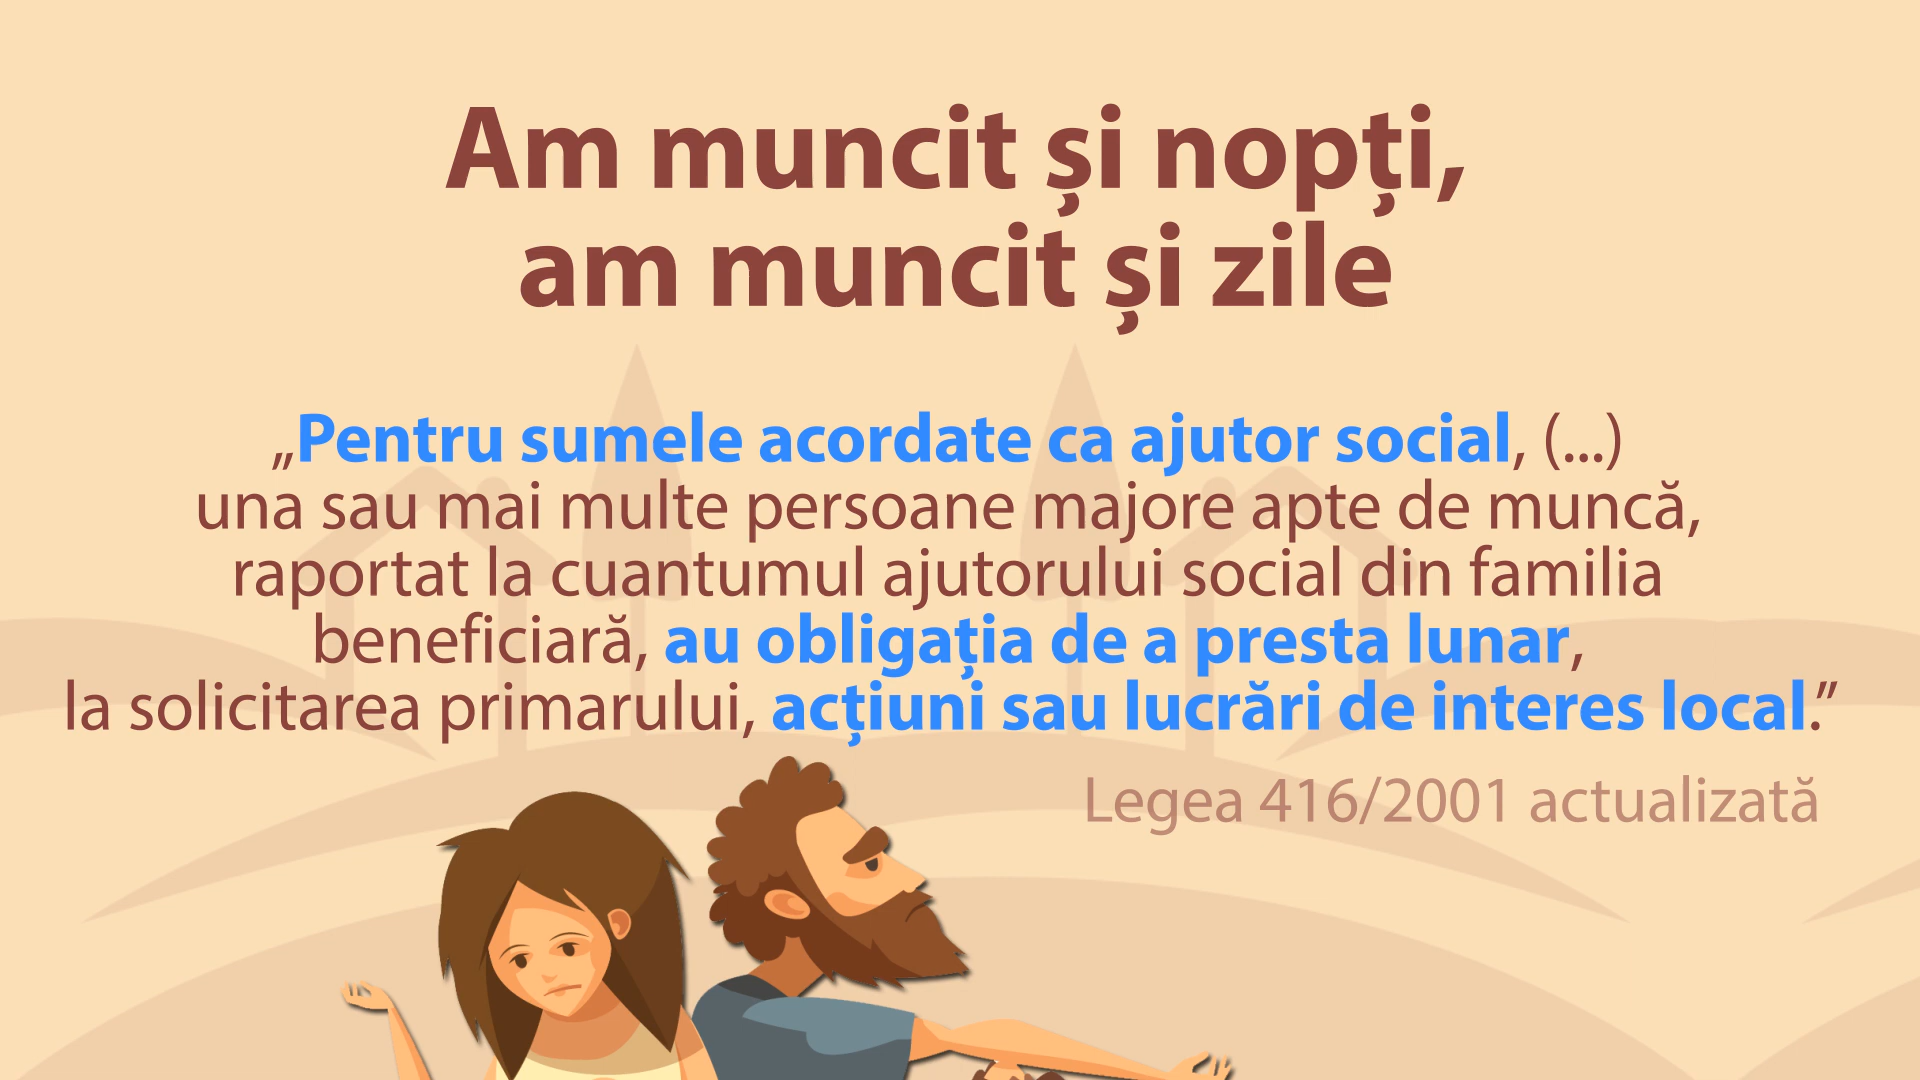 Am muncit și nopți,
am muncit și zile
„Pentru sumele acordate ca ajutor social, (...)
una sau mai multe persoane majore apte de muncă,
raportat la cuantumul ajutorului social din familia
beneficiară, au obligația de a presta lunar,
la solicitarea primarului, acțiuni sau lucrări de interes local.”
Legea 416/2001 actualizată